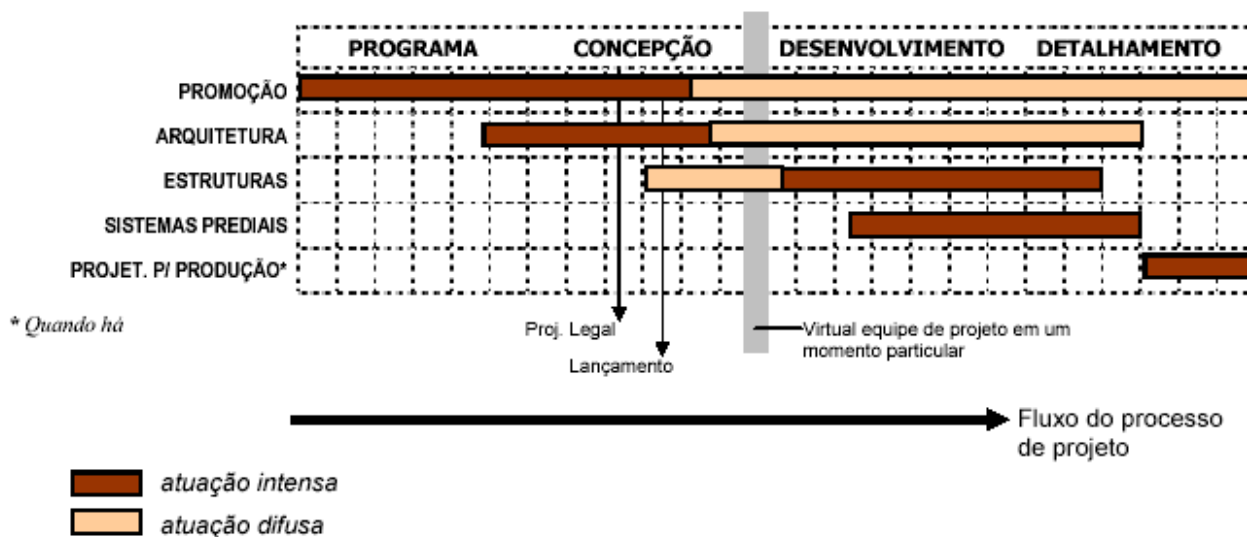 PROGRAMA CONCEPÇÃO DESENVOLVIMENTO DETALHAMENTO
PROMOÇÃO
ARQUITETURA
ESTRUTURAS
SISTEMAS PREDIAIS
PROJET. P/ PRODUÇÃO*
* Quando há
Proj. Legal
Lançamento
Virtual equipe de projeto em um
momento particular
Fluxo do processo
de projeto
atuação intensa
atuação difusa